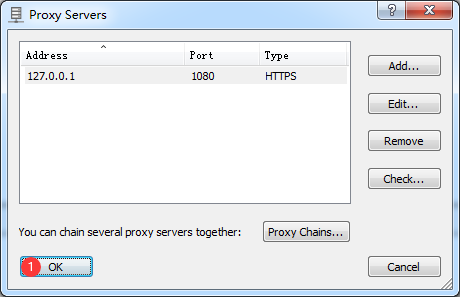 Proxy Servers
Address Port Type
127.0.0.1 1080 HTTPS
Add...
Edit...
Remove
Check...
You can chain several proxy servers together: Proxy Chains...
1 OK Cancel